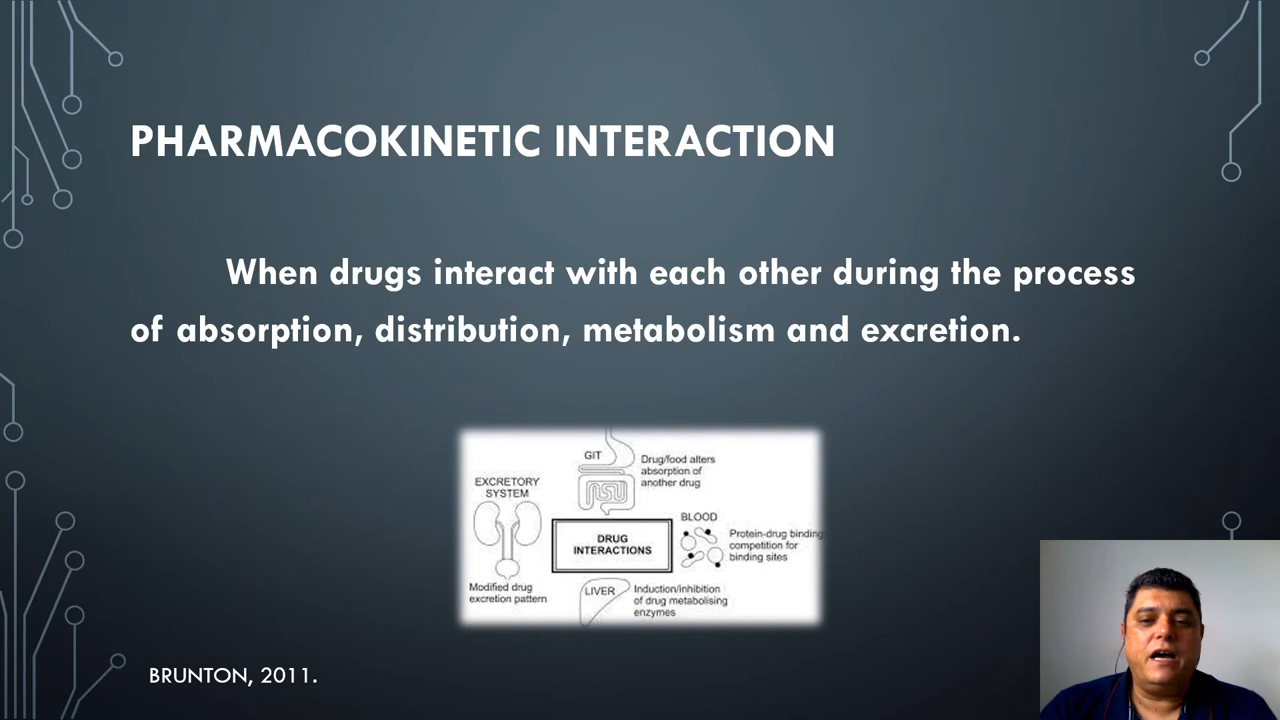 PHARMACOKINETIC INTERACTION
When drugs interact with each other during the process
of absorption, distribution, metabolism and excretion.
GIT
Drug/food alters
absorption of
another drug
EXCRETORY
SYSTEM
BLOOD
DRUG
INTERACTIONS
Protein-drug binding
competition for
binding sites
Modified drug
excretion pattern
LIVER
Induction/inhibition
of drug metabolising
enzymes
BRUNTON, 2011.